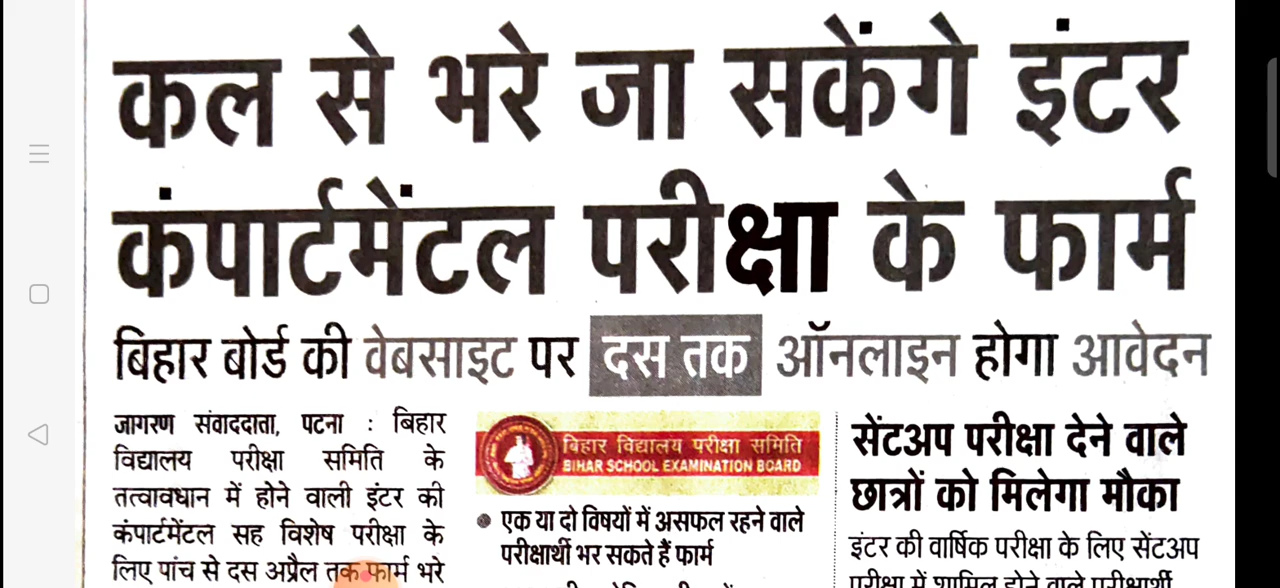 कल से भरे जा सकेंगे इंटर
कंपार्टमेंटल परीक्षा के फार्म
बिहार बोर्ड की वेबसाइट पर दस तक ऑनलाइन होगा आवेदन
जागरण संवाददाता, पटना : बिहार
विद्यालय परीक्षा समिति के
तत्वावधान में होने वाली इंटर की
कंपार्टमेंटल सह विशेष परीक्षा के
लिए पांच से दस अप्रैल तक फार्म भरे
बिहार विद्यालय परीक्षा समिति
BIHAR SCHOOL EXAMINATION BOARD
● एक या दो विषयों में असफल रहने वाले
परीक्षार्थी भर सकते हैं फार्म
सेंटअप परीक्षा देने वाले
छात्रों को मिलेगा मौका
इंटर की वार्षिक परीक्षा के लिए सेंटअप
परीक्षा में शामिल होने वाले परीक्षार्थी